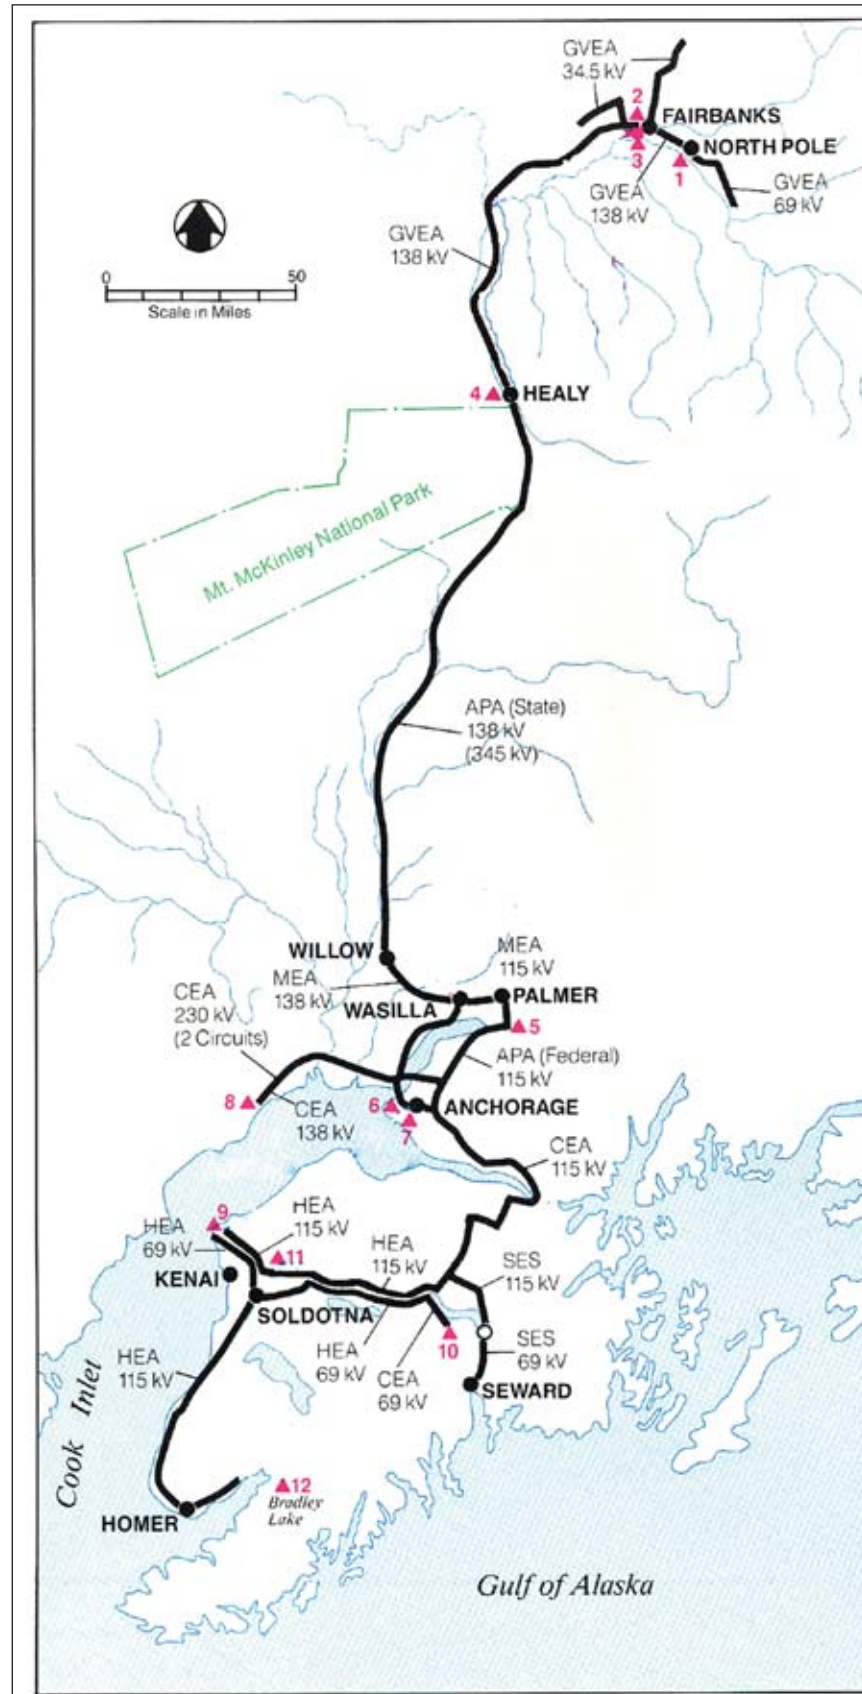 GVEA
34.5 kV
2
FAIRBANKS
NORTH POLE
3
1
GVEA
138 kV
GVEA
69 kV
GVEA
138 kV
0
50
Scale in Miles
4
HEALY
Mt. McKinley National Park
APA (State)
138 kV
(345 kV)
WILLOW
MEA
115 kV
MEA
138 kV
CEA
230 kV
(2 Circuits)
WASILLA
PALMER
5
APA (Federal)
115 kV
8
CEA
138 kV
6
ANCHORAGE
7
CEA
115 kV
9
HEA
69 kV
HEA
115 kV
11
HEA
115 kV
KENAI
SES
115 kV
SOLDOTNA
HEA
69 kV
CEA
69 kV
10
SES
69 kV
HEA
115 kV
SEWARD
Cook Inlet
12
Bradley
Lake
HOMER
Gulf of Alaska